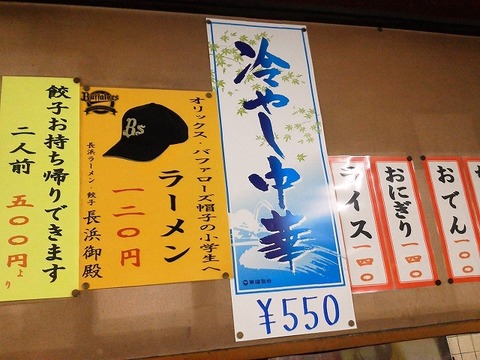 餃子お持ち帰りできます
二人前 五〇〇円より
Buffaloes
Bs
オリックス・バファローズ帽子の小学生へ
ラーメン
一二〇円
長浜ラーメン・餃子 長浜御殿
冷やし中華
¥550
ライス 一四〇
おにぎり 一四〇
おでん 一〇〇